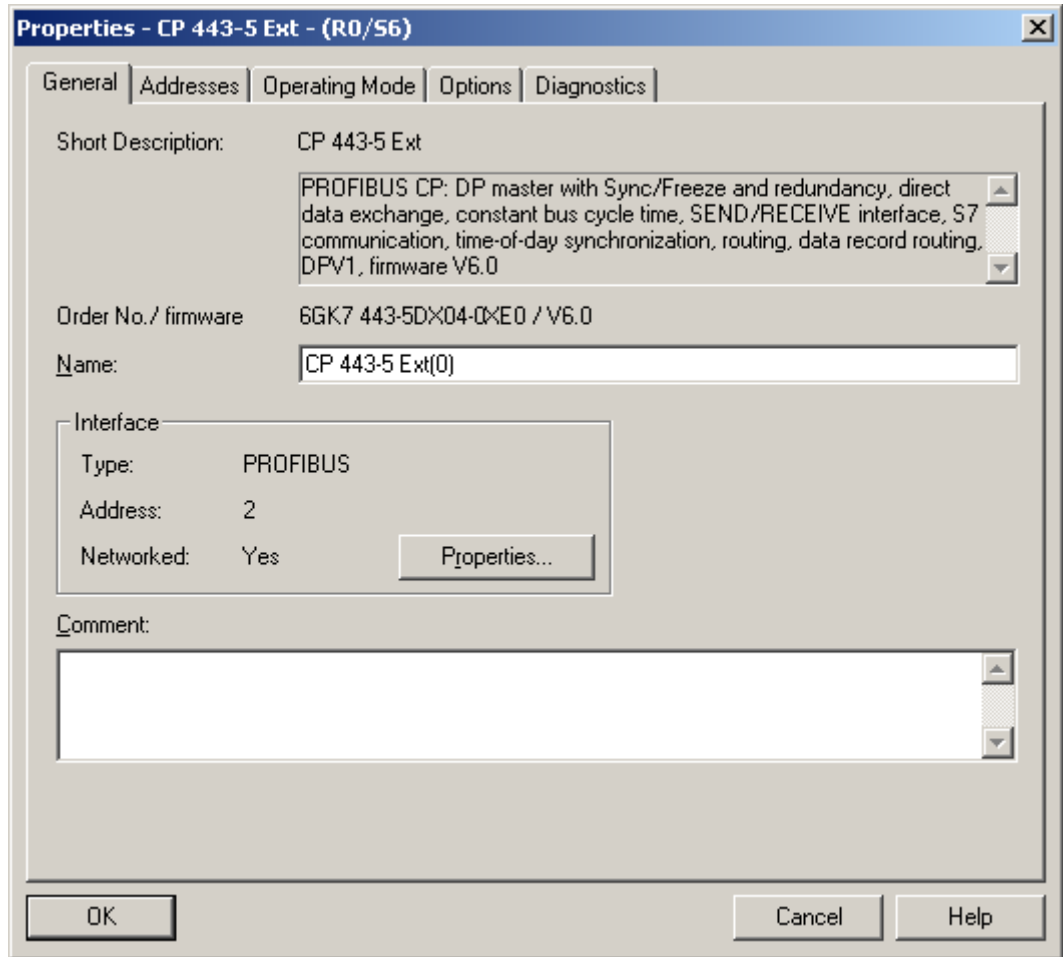 Properties - CP 443-5 Ext - (R0/S6)
General Addresses Operating Mode Options Diagnostics
Short Description: CP 443-5 Ext
PROFIBUS CP: DP master with Sync/Freeze and redundancy, direct
data exchange, constant bus cycle time, SEND/RECEIVE interface, S7
communication, time-of-day synchronization, routing, data record routing,
DPV1, firmware V6.0
Order No./ firmware 6GK7 443-5DX04-0XE0 / V6.0
Name: CP 443-5 Ext(0)
Interface
Type: PROFIBUS
Address: 2
Networked: Yes Properties...
Comment:
OK Cancel Help